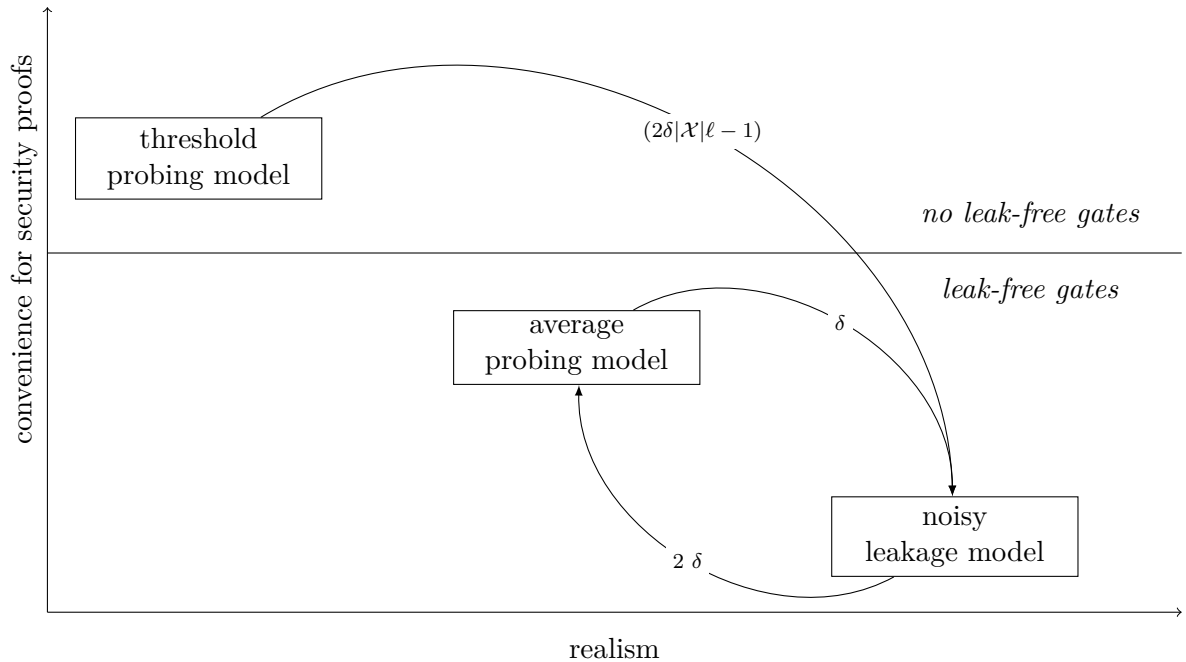 convenience for security proofs
threshold
probing model
(2δ|𝒳|ℓ − 1)
no leak-free gates
leak-free gates
average
probing model
δ
noisy
leakage model
2 δ
realism